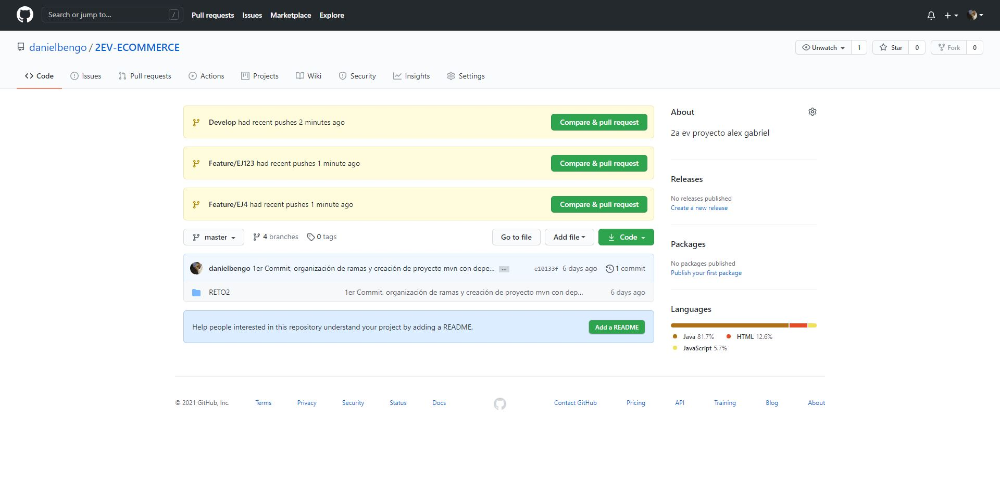 Search or jump to... / Pull requests Issues Marketplace Explore
danielbengo / 2EV-ECOMMERCE Unwatch 1 Star 0 Fork 0
Code Issues Pull requests Actions Projects Wiki Security Insights Settings
Develop had recent pushes 2 minutes ago Compare & pull request
Feature/EJ123 had recent pushes 1 minute ago Compare & pull request
Feature/EJ4 had recent pushes 1 minute ago Compare & pull request
master 4 branches 0 tags Go to file Add file Code
danielbengo 1er Commit, organización de ramas y creación de proyecto mvn con depe... ... e10133f 6 days ago 1 commit
RETO2 1er Commit, organización de ramas y creación de proyecto mvn con dep... 6 days ago
Help people interested in this repository understand your project by adding a README. Add a README
About
2a ev proyecto alex gabriel
Releases
No releases published
Create a new release
Packages
No packages published
Publish your first package
Languages
Java 81.7% HTML 12.6%
JavaScript 5.7%
© 2021 GitHub, Inc. Terms Privacy Security Status Docs Contact GitHub Pricing API Training Blog About